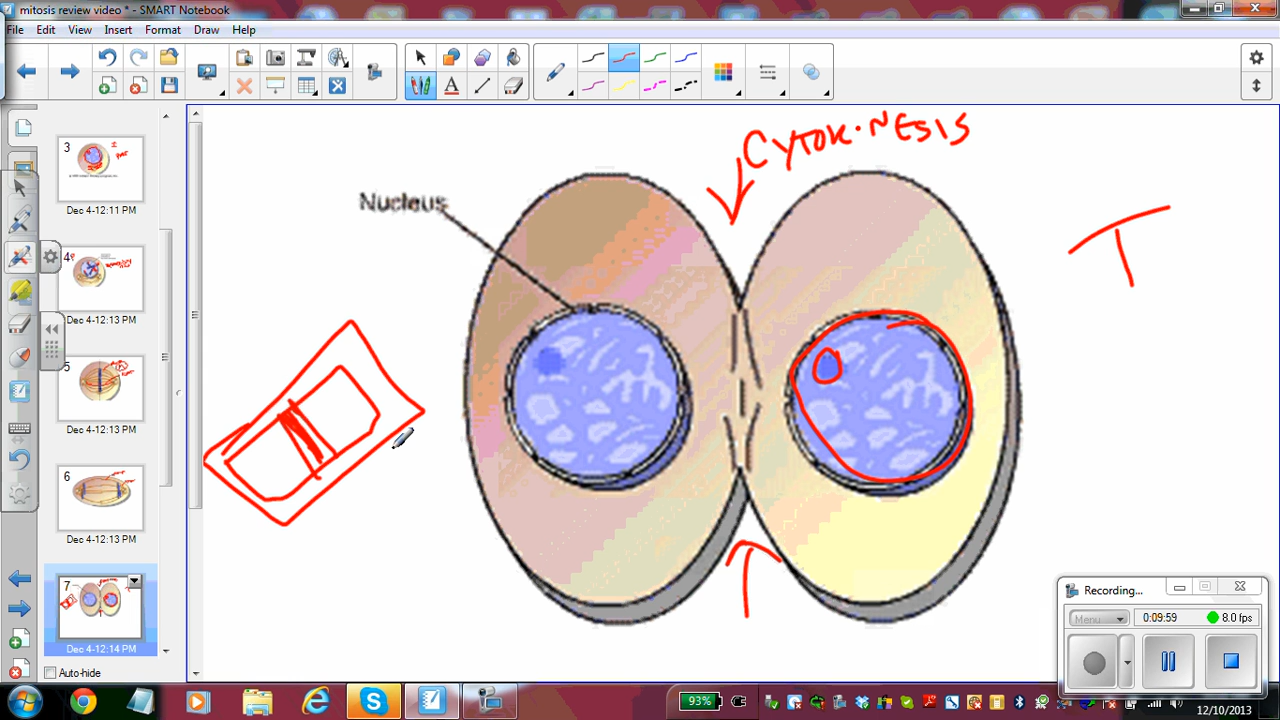 mitosis review video * - SMART Notebook
File Edit View Insert Format Draw Help
3
Dec 4-12:11 PM
4
Dec 4-12:13 PM
5
Dec 4-12:13 PM
6
Dec 4-12:13 PM
7
Dec 4-12:14 PM
Auto-hide
CYTOKINESIS
Nucleus
T
Recording...
Menu
0:09:59
8.0 fps
93%
12/10/2013